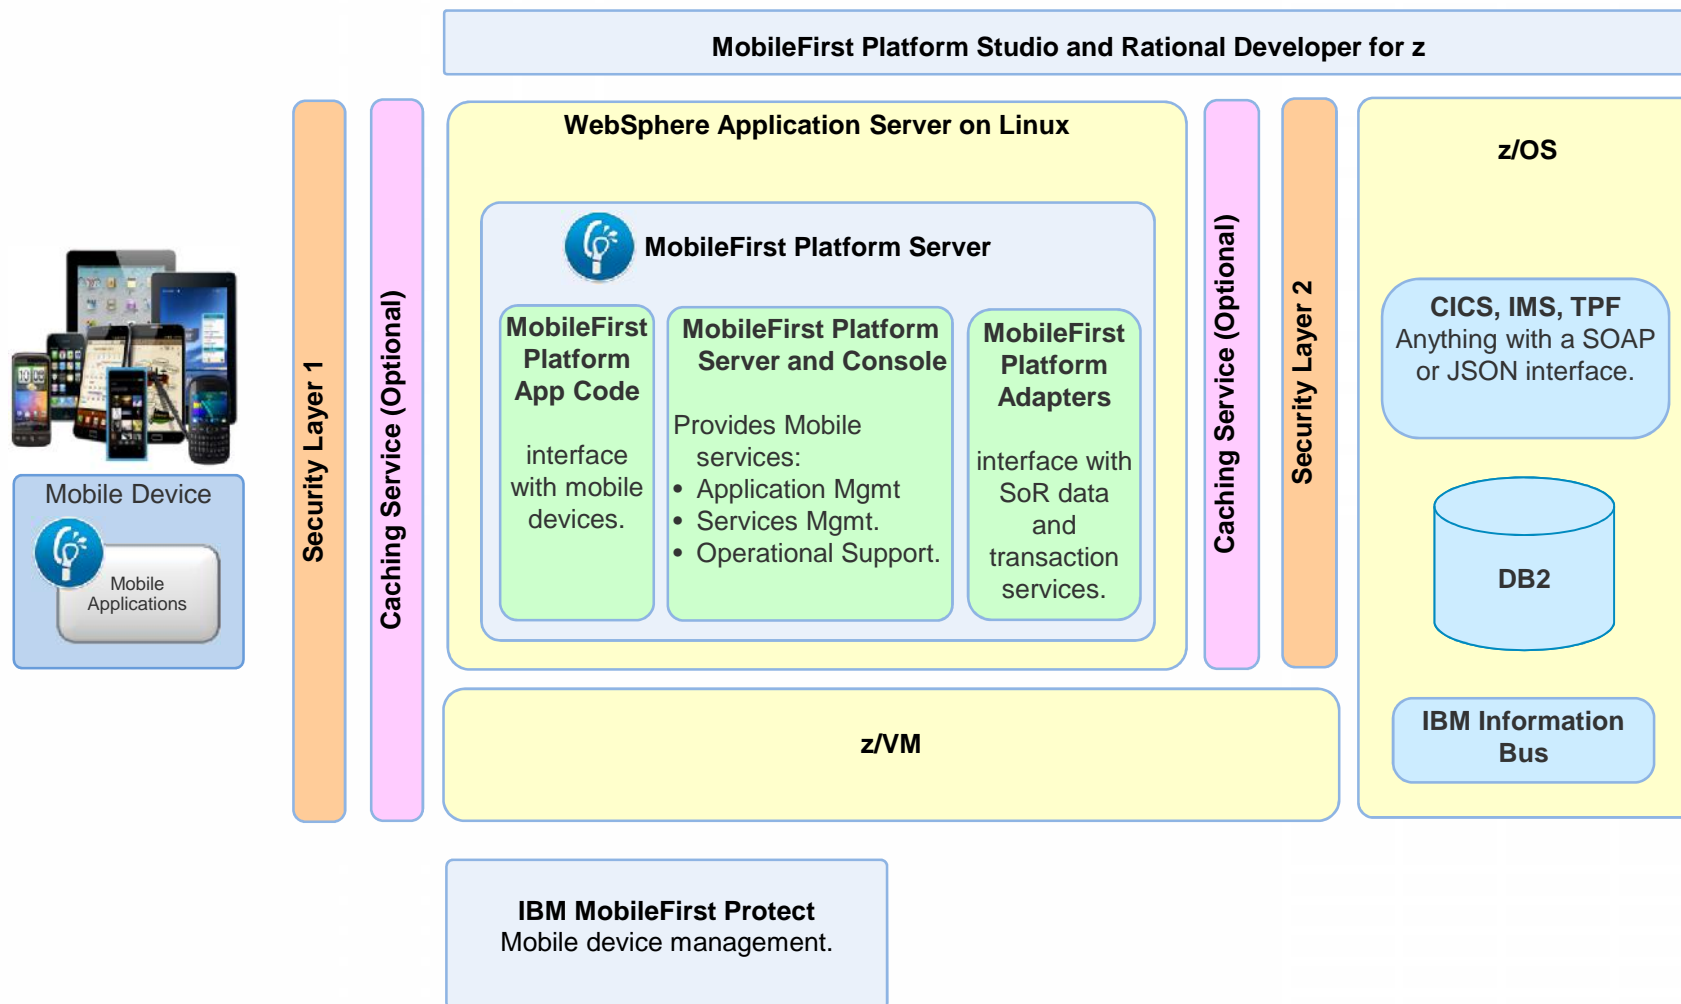 MobileFirst Platform Studio and Rational Developer for z
Security Layer 1
Caching Service (Optional)
WebSphere Application Server on Linux
MobileFirst Platform Server
MobileFirst
Platform
App Code
interface
with mobile
devices.
MobileFirst Platform
Server and Console
Provides Mobile
services:
• Application Mgmt
• Services Mgmt.
• Operational Support.
MobileFirst
Platform
Adapters
interface with
SoR data
and
transaction
services.
Caching Service (Optional)
Security Layer 2
z/OS
CICS, IMS, TPF
Anything with a SOAP
or JSON interface.
DB2
IBM Information
Bus
Mobile Device
Mobile
Applications
z/VM
IBM MobileFirst Protect
Mobile device management.